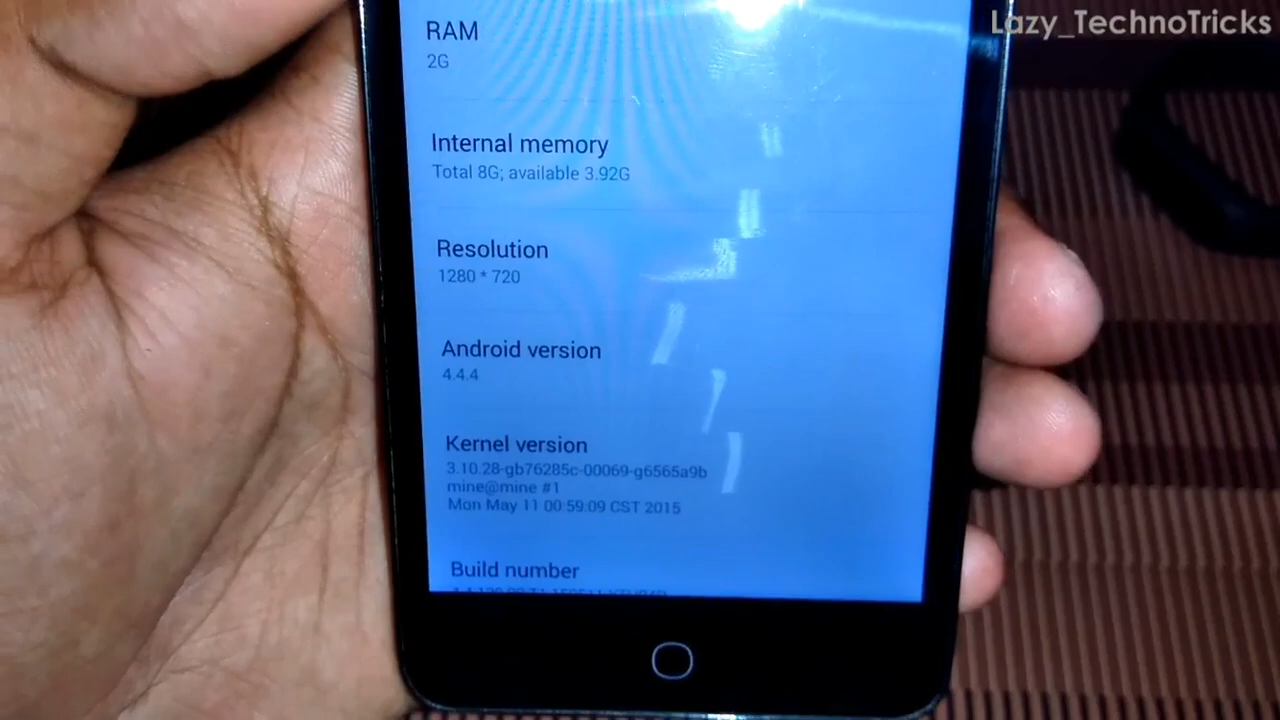 Lazy_TechnoTricks
RAM
2G
Internal memory
Total 8G; available 3.92G
Resolution
1280 * 720
Android version
4.4.4
Kernel version
3.10.28-gb76285c-00069-g6565a9b
mine@mine #1
Mon May 11 00:59:09 CST 2015
Build number